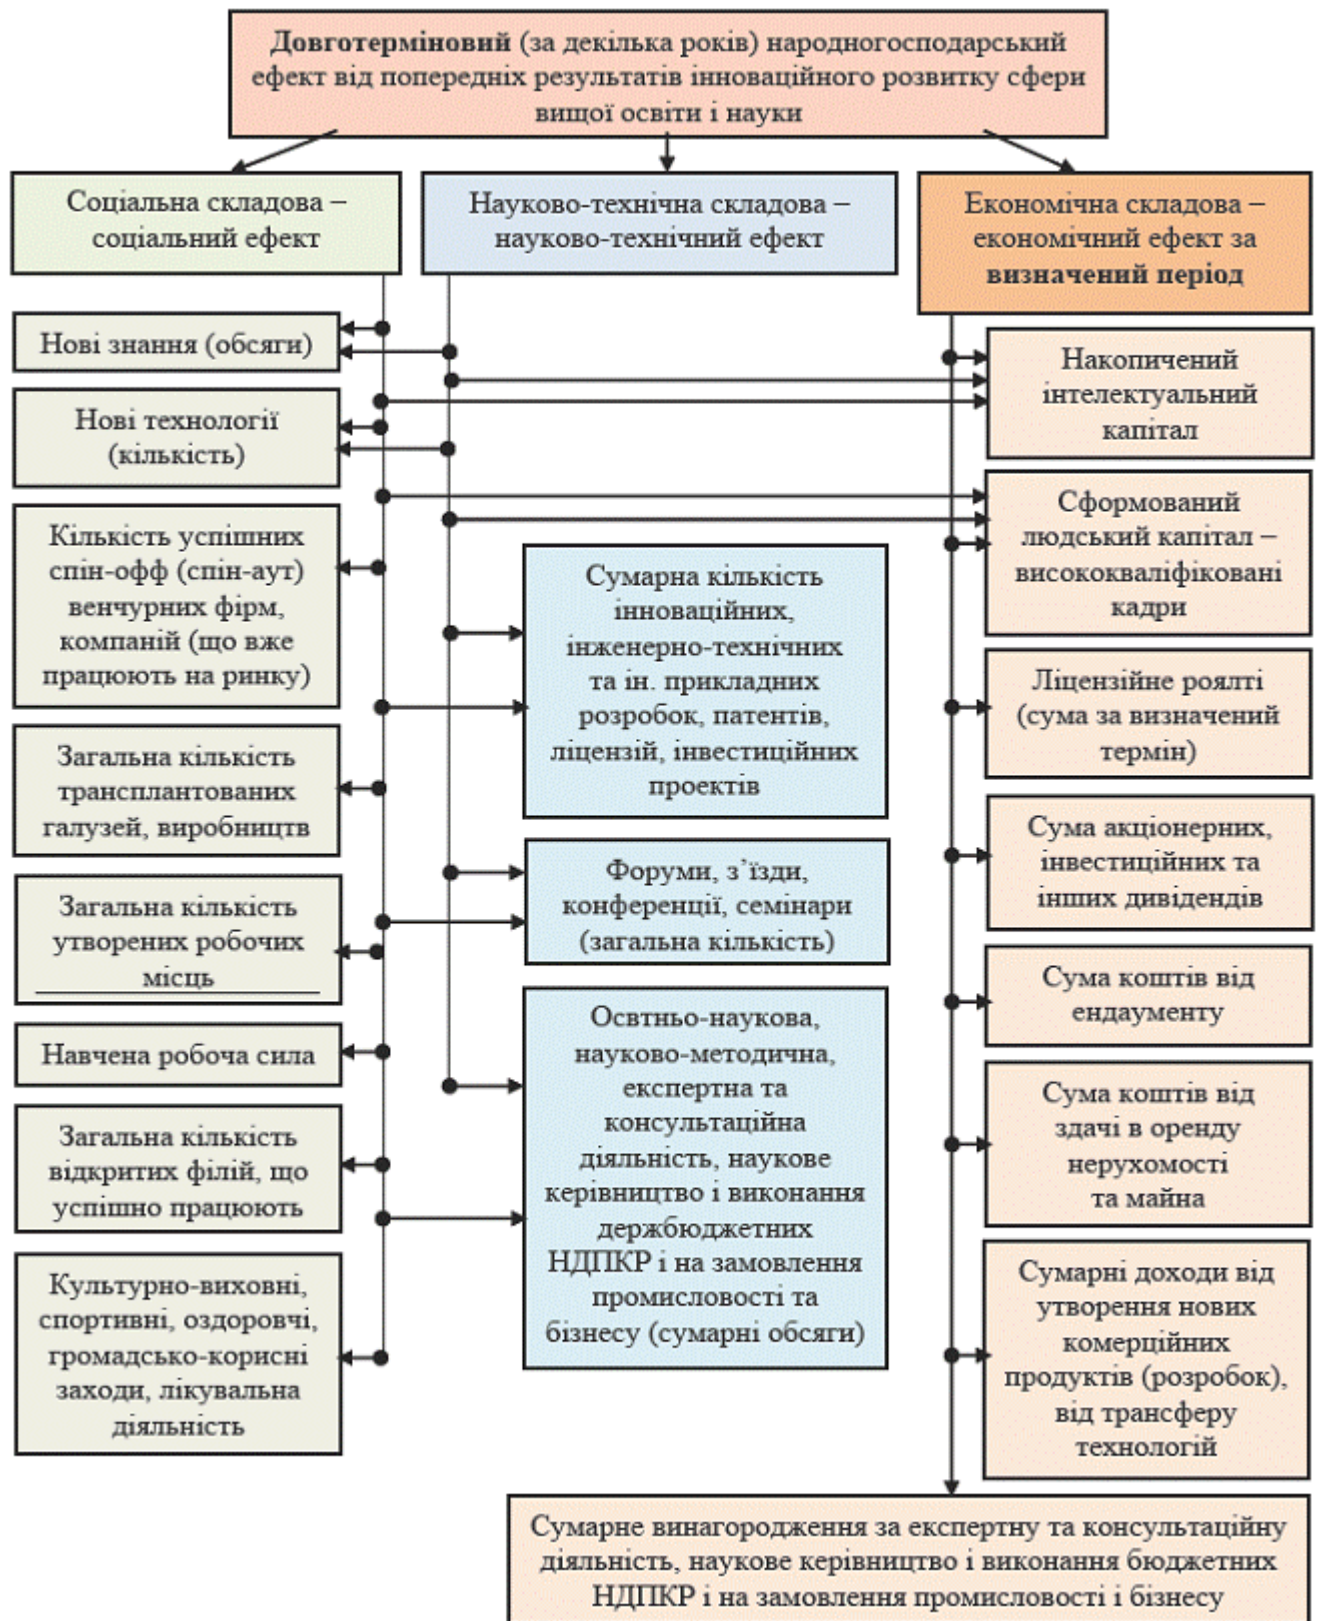 Довготерміновий (за декілька років) народногосподарський
ефект від попередніх результатів інноваційного розвитку сфери
вищої освіти і науки
Соціальна складова –
соціальний ефект
Науково-технічна складова –
науково-технічний ефект
Економічна складова –
економічний ефект за
визначений період
Нові знання (обсяги)
Нові технології
(кількість)
Кількість успішних
спін-офф (спін-аут)
венчурних фірм,
компаній (що вже
працюють на ринку)
Загальна кількість
трансплантованих
галузей, виробництв
Загальна кількість
утворених робочих
місць
Навчена робоча сила
Загальна кількість
відкритих філій, що
успішно працюють
Культурно-виховні,
спортивні, оздоровчі,
громадсько-корисні
заходи, лікувальна
діяльність
Сумарна кількість
інноваційних,
інженерно-технічних
та ін. прикладних
розробок, патентів,
ліцензій, інвестиційних
проектів
Форуми, з’їзди,
конференції, семінари
(загальна кількість)
Освтньо-наукова,
науково-методична,
експертна та
консультаційна
діяльність, наукове
керівництво і виконання
держбюджетних
НДПКР і на замовлення
промисловості та
бізнесу (сумарні обсяги)
Накопичений
інтелектуальний
капітал
Сформований
людський капітал –
висококваліфіковані
кадри
Ліцензійне роялті
(сума за визначений
термін)
Сума акціонерних,
інвестиційних та
інших дивідендів
Сума коштів від
ендаументу
Сума коштів від
здачі в оренду
нерухомості
та майна
Сумарні доходи від
утворення нових
комерційних
продуктів (розробок),
від трансферу
технологій
Сумарне винагородження за експертну та консультаційну
діяльність, наукове керівництво і виконання бюджетних
НДПКР і на замовлення промисловості і бізнесу